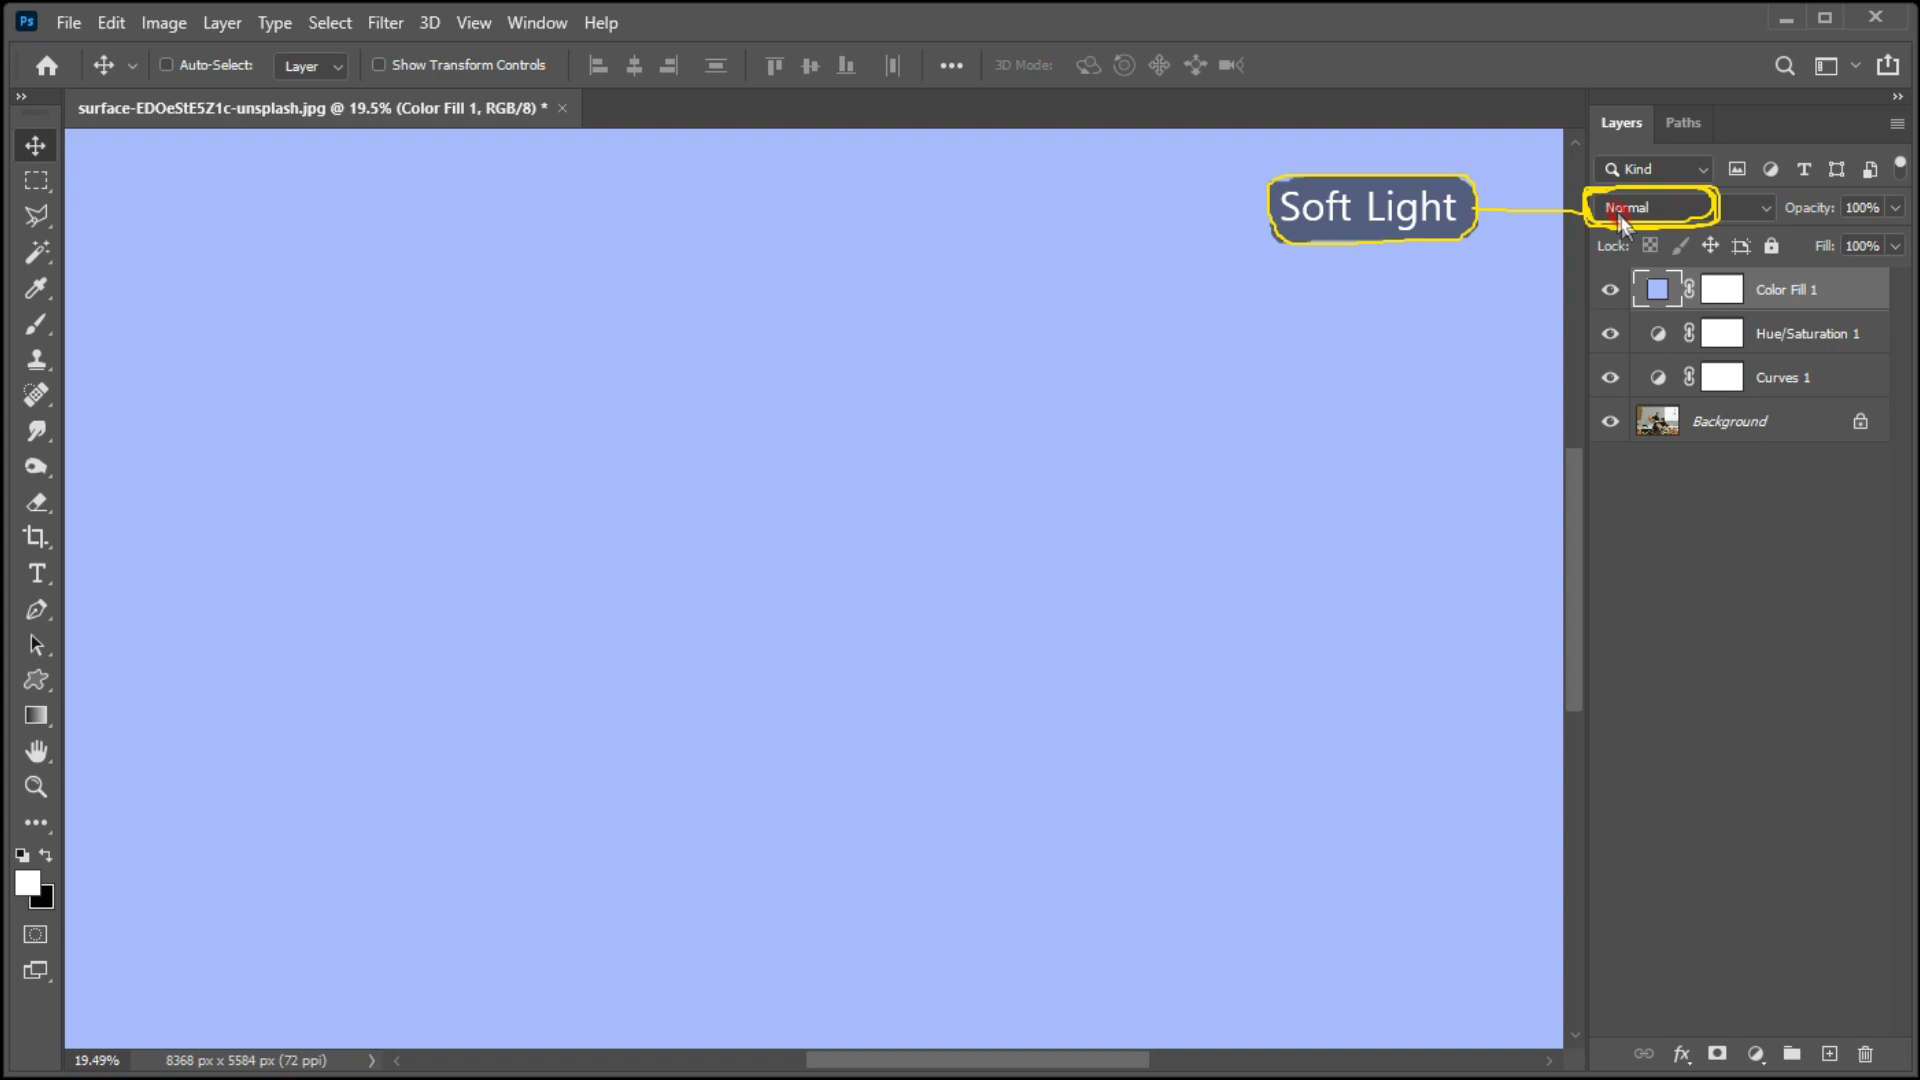 Ps File Edit Image Layer Type Select Filter 3D View Window Help
Auto-Select: Layer Show Transform Controls 3D Mode:
surface-EDOeStE5Z1c-unsplash.jpg @ 19.5% (Color Fill 1, RGB/8) *
Layers Paths
Kind
Soft Light
Normal Opacity: 100%
Lock: Fill: 100%
Color Fill 1
Hue/Saturation 1
Curves 1
Background
19.49% 8368 px x 5584 px (72 ppi)